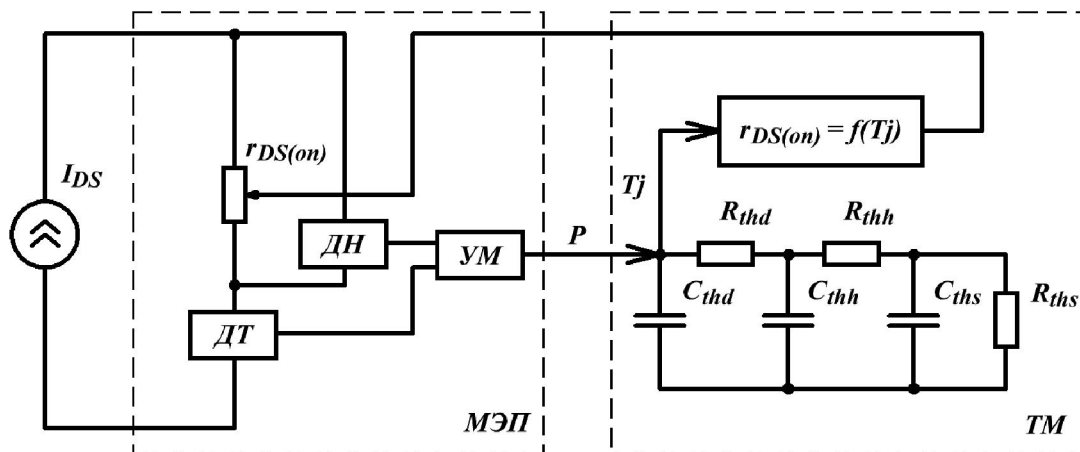 I_DS
r_DS(on)
ДН
ДТ
УМ
P
МЭП
r_DS(on) = f(Tj)
Tj
R_thd
R_thh
C_thd
C_thh
C_ths
R_ths
ТМ